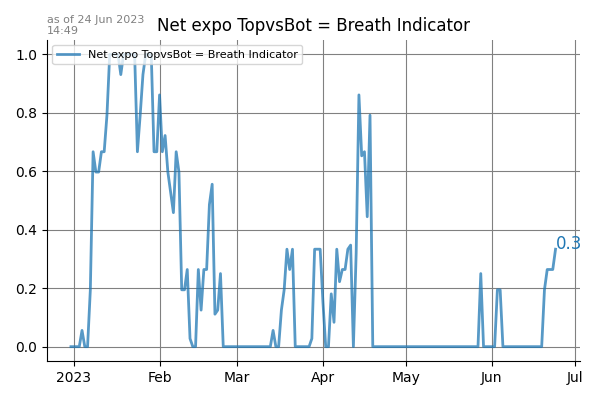 as of 24 Jun 2023
14:49
Net expo TopvsBot = Breath Indicator
Net expo TopvsBot = Breath Indicator
1.0
0.8
0.6
0.4
0.2
0.0
0.3
2023 Feb Mar Apr May Jun Jul